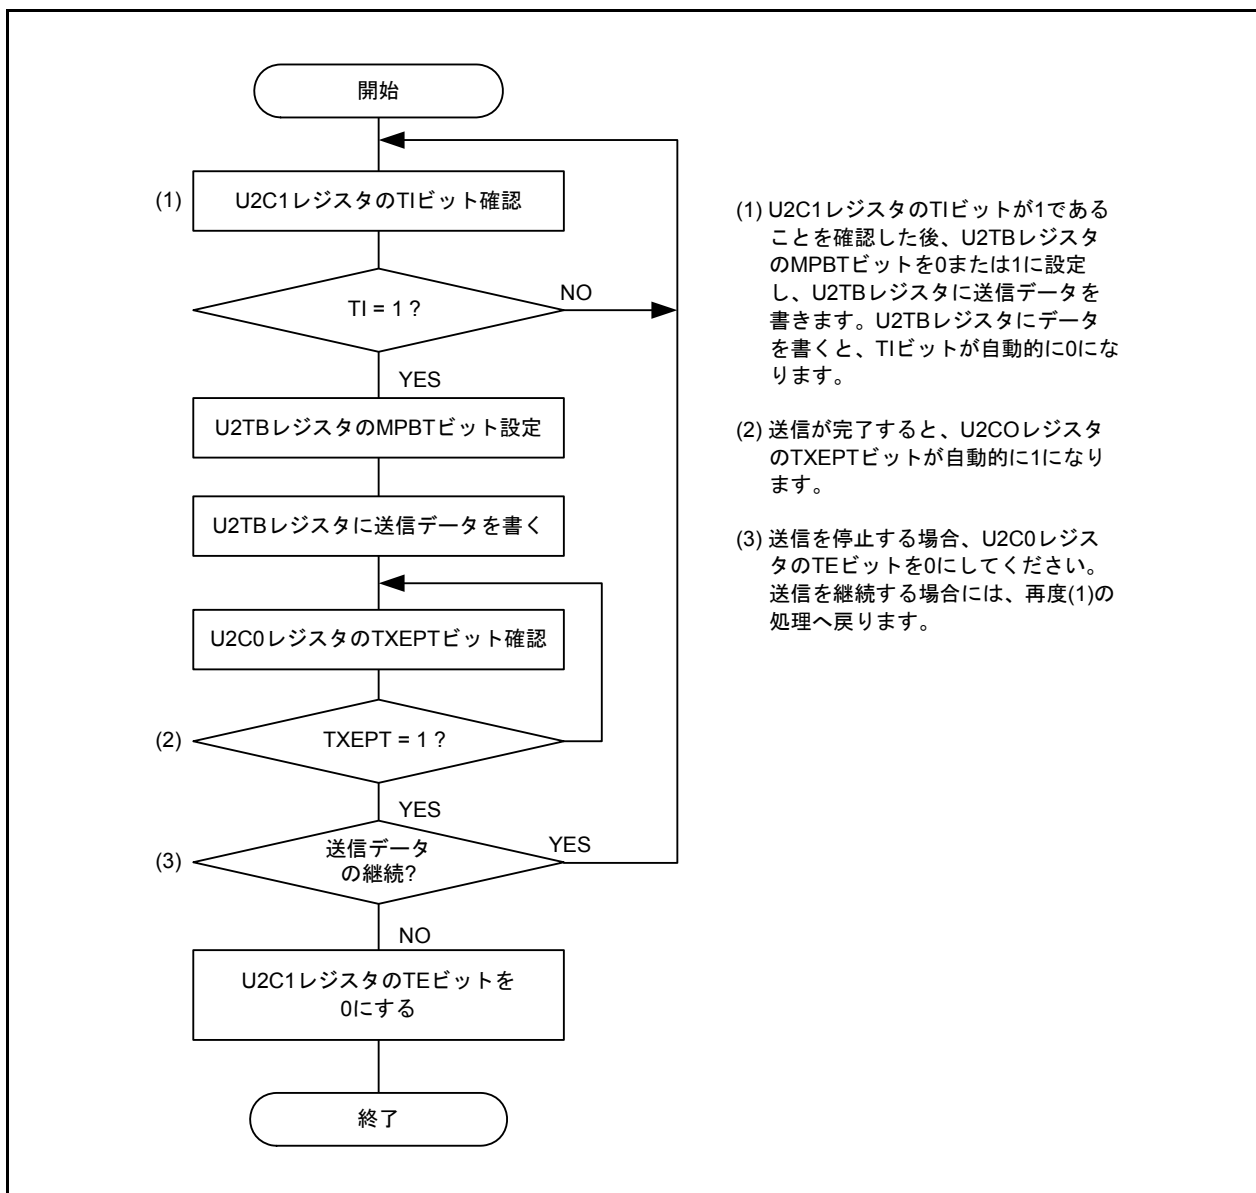 開始
(1)
U2C1レジスタのTIビット確認
TI = 1 ?
NO
YES
U2TBレジスタのMPBTビット設定
U2TBレジスタに送信データを書く
U2C0レジスタのTXEPTビット確認
(2)
TXEPT = 1 ?
YES
(3)
送信データ
の継続?
YES
NO
U2C1レジスタのTEビットを
0にする
終了
(1) U2C1レジスタのTIビットが1である
ことを確認した後、U2TBレジスタ
のMPBTビットを0または1に設定
し、U2TBレジスタに送信データを
書きます。U2TBレジスタにデータ
を書くと、TIビットが自動的に0にな
ります。
(2) 送信が完了すると、U2COレジスタ
のTXEPTビットが自動的に1になり
ます。
(3) 送信を停止する場合、U2C0レジス
タのTEビットを0にしてください。
送信を継続する場合には、再度(1)の
処理へ戻ります。